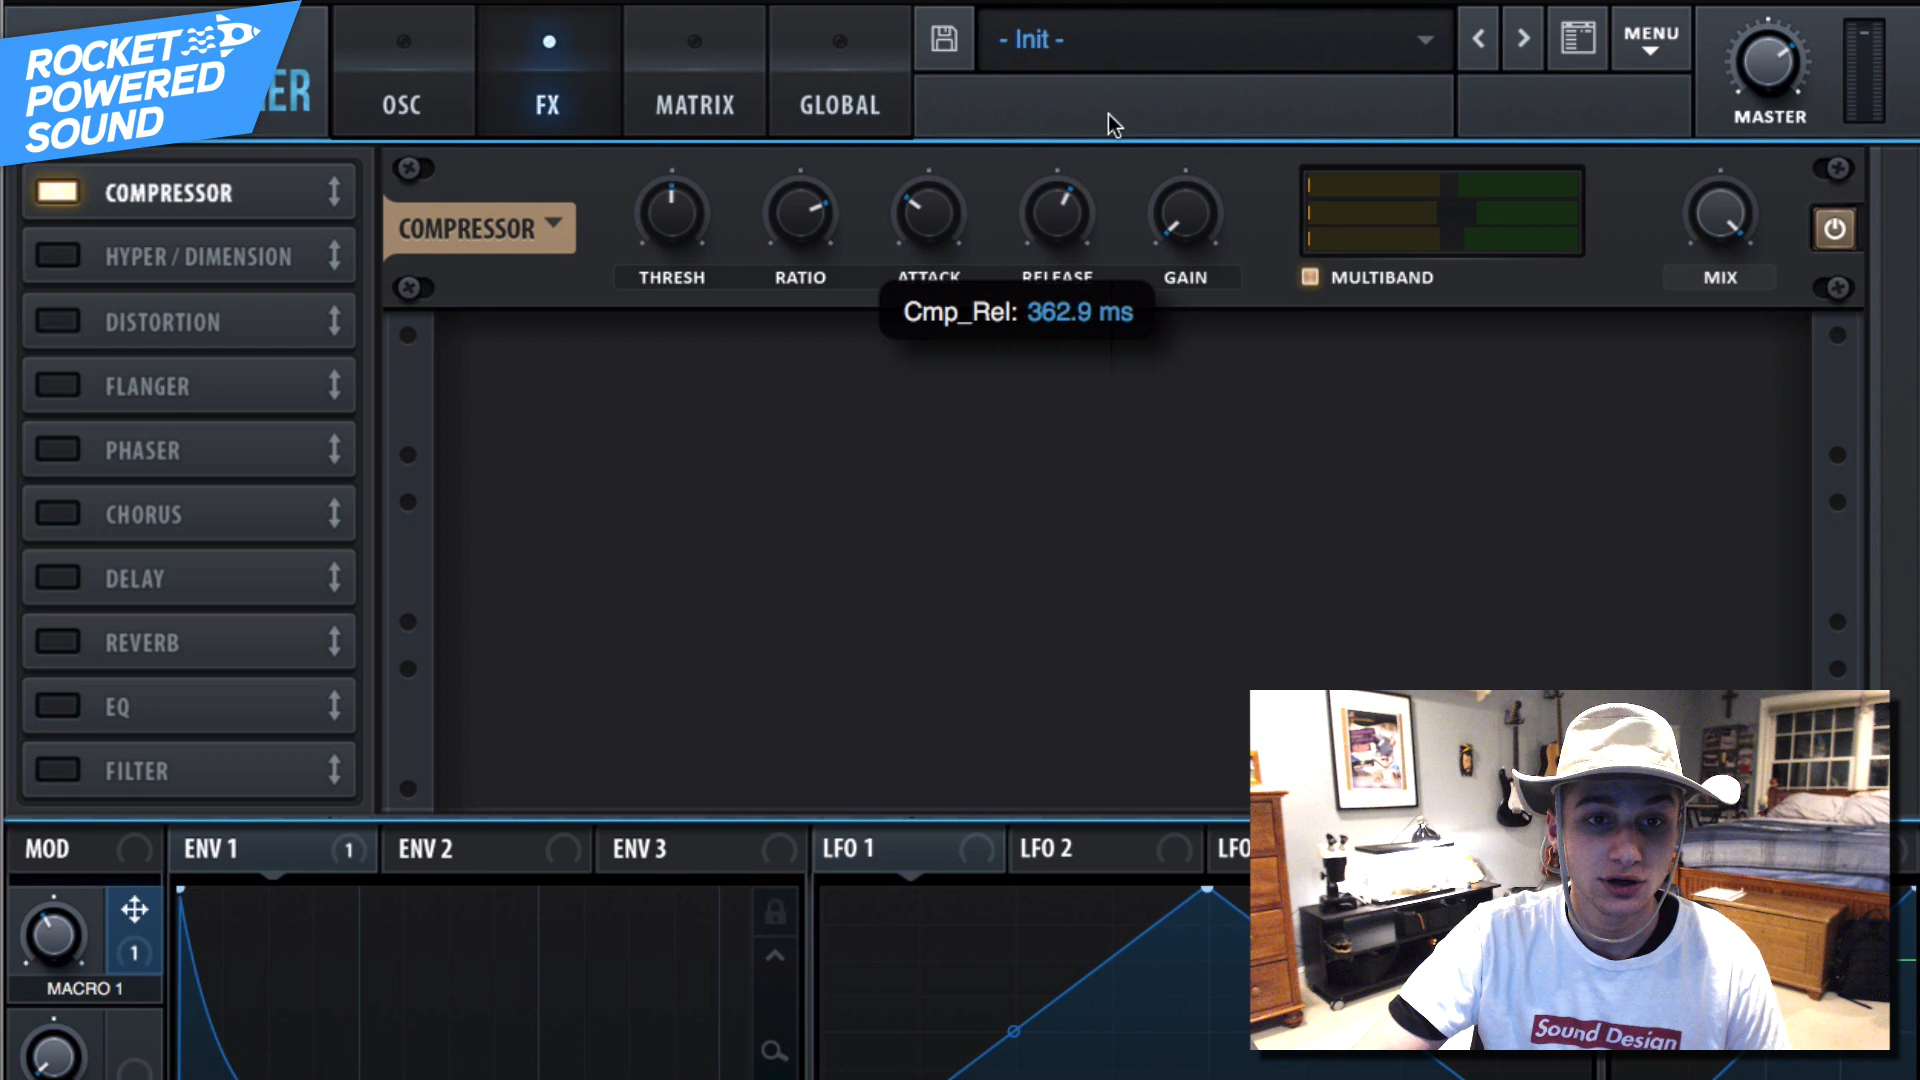 ROCKET
POWERED
SOUND
ER
OSC
FX
MATRIX
GLOBAL
- Init -
MENU
MASTER
COMPRESSOR
HYPER / DIMENSION
DISTORTION
FLANGER
PHASER
CHORUS
DELAY
REVERB
EQ
FILTER
COMPRESSOR
THRESH
RATIO
ATTACK
RELEASE
GAIN
MULTIBAND
MIX
Cmp_Rel: 362.9 ms
MOD
ENV 1
1
ENV 2
ENV 3
LFO 1
LFO 2
LFO
1
MACRO 1
Sound Design